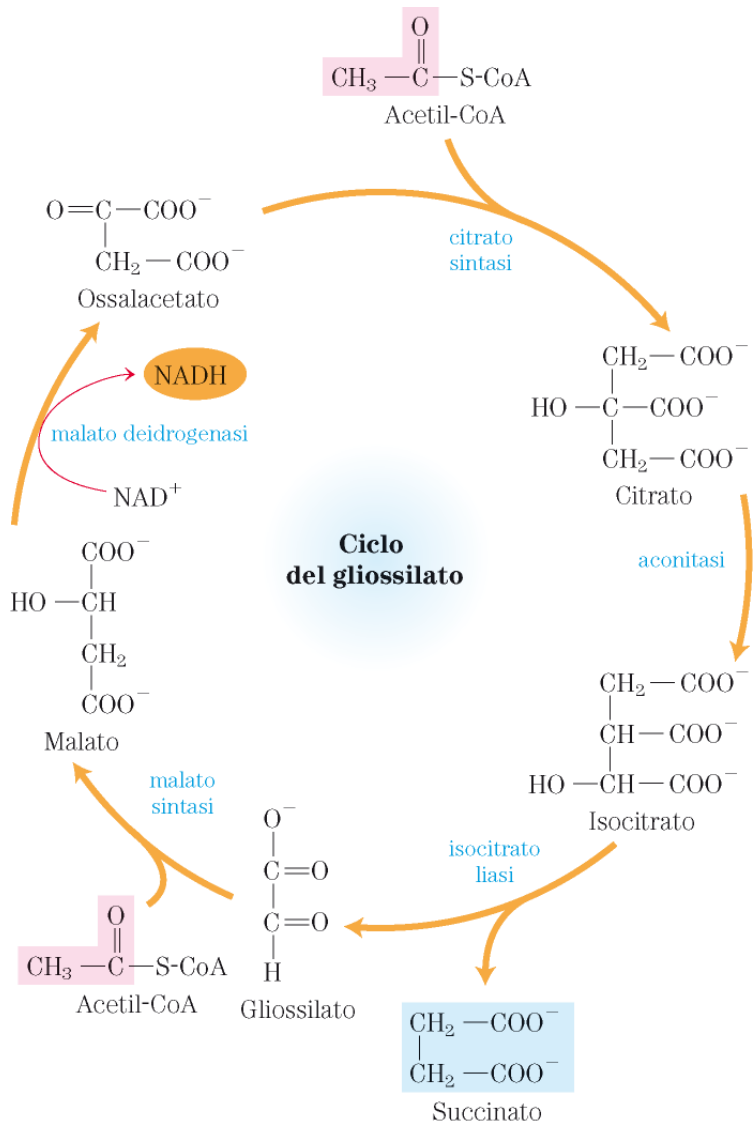 O
CH₃—C—S-CoA
Acetil-CoA
O=C—COO⁻
CH₂—COO⁻
Ossalacetato
citrato
sintasi
CH₂—COO⁻
HO—C—COO⁻
CH₂—COO⁻
Citrato
NADH
malato deidrogenasi
NAD⁺
Ciclo
del gliossilato
aconitasi
COO⁻
HO—CH
CH₂
COO⁻
Malato
CH₂—COO⁻
CH—COO⁻
HO—CH—COO⁻
Isocitrato
malato
sintasi
isocitrato
liasi
O⁻
C=O
C=O
H
Gliossilato
O
CH₃—C—S-CoA
Acetil-CoA
CH₂—COO⁻
CH₂—COO⁻
Succinato